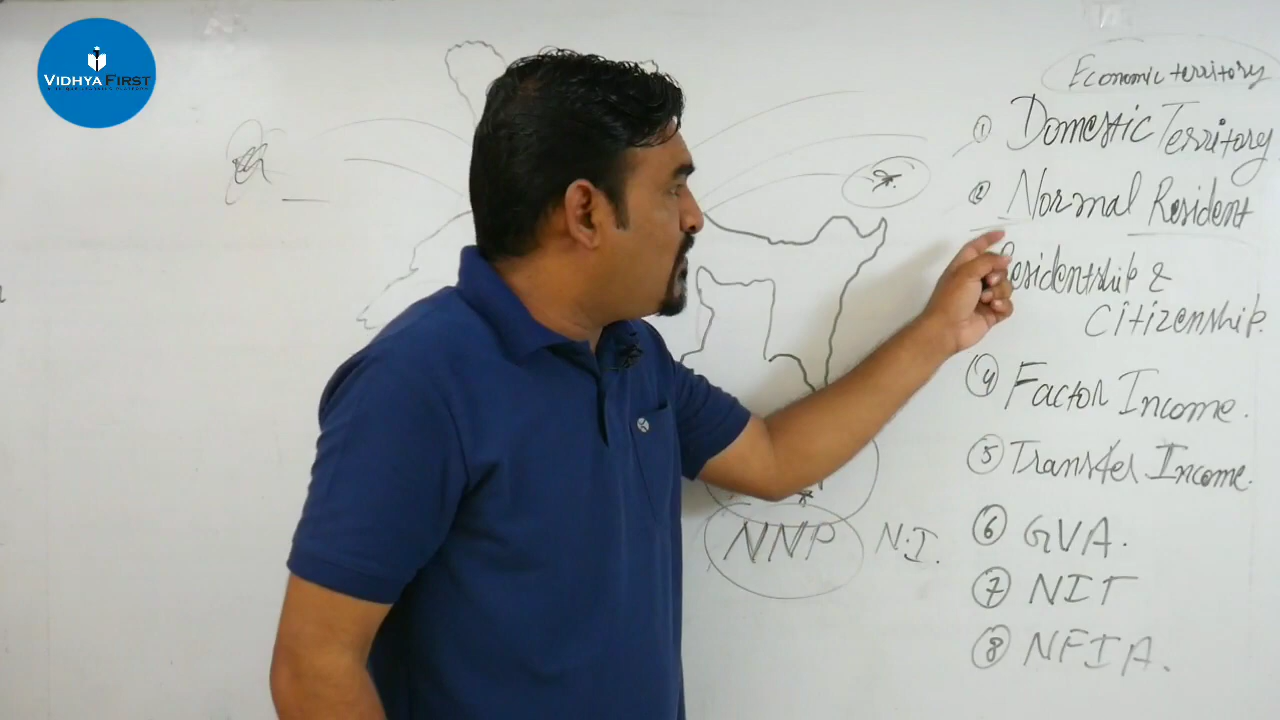 VIDHYA FIRST
Economic territory
① Domestic Territory
② Normal Resident
Residentship &
Citizenship.
④ Factor Income.
⑤ Transfer Income.
⑥ GVA.
⑦ NIT
⑧ NFIA.
NNP N.I.